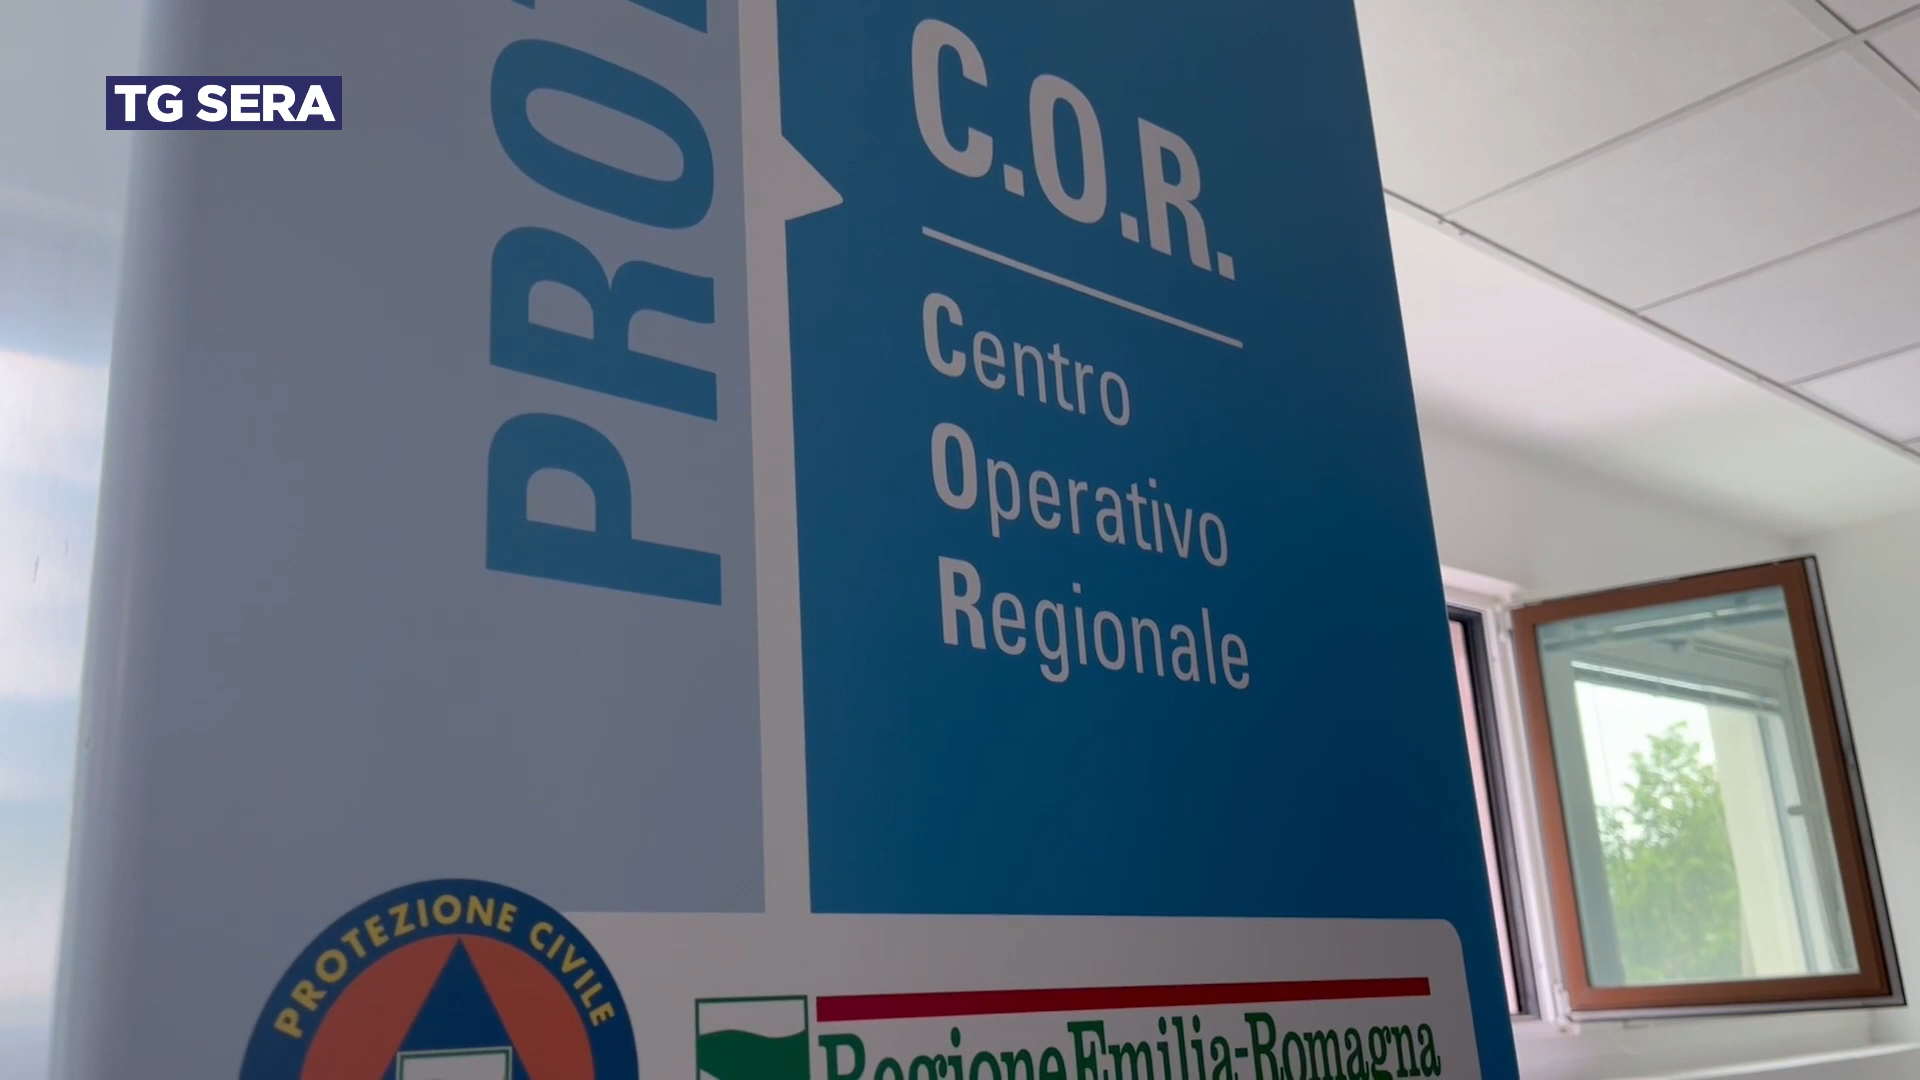 TG SERA
PRO
C.O.R.
Centro
Operativo
Regionale
PROTEZIONE CIVILE
RegioneEmilia-Romagna